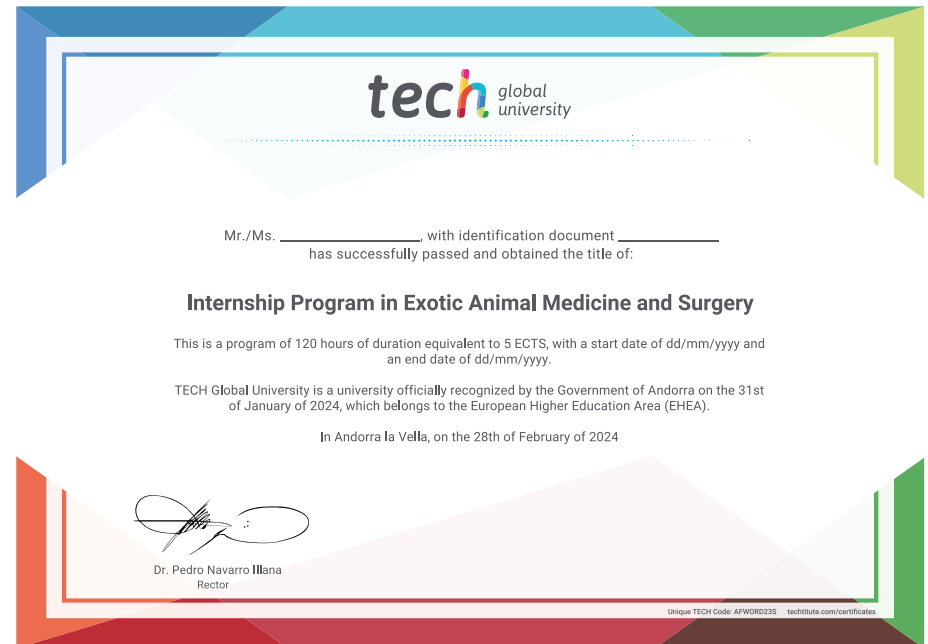 tech global university
Mr./Ms. ____________________, with identification document ______________
has successfully passed and obtained the title of:
Internship Program in Exotic Animal Medicine and Surgery
This is a program of 120 hours of duration equivalent to 5 ECTS, with a start date of dd/mm/yyyy and
an end date of dd/mm/yyyy.
TECH Global University is a university officially recognized by the Government of Andorra on the 31st
of January of 2024, which belongs to the European Higher Education Area (EHEA).
In Andorra la Vella, on the 28th of February of 2024
Dr. Pedro Navarro Illana
Rector
Unique TECH Code: AFWORD23S techtitute.com/certificates